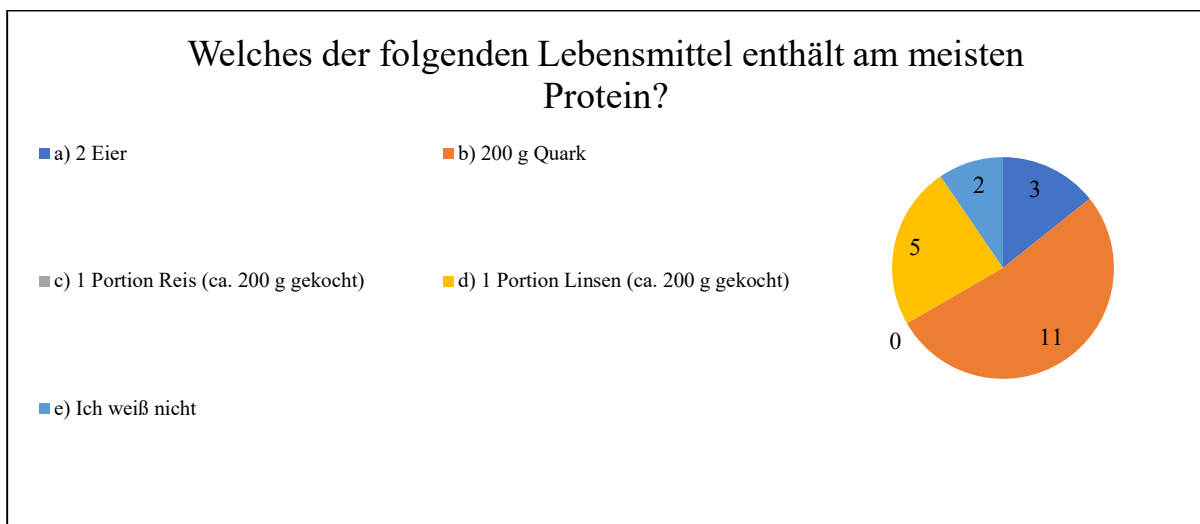 Welches der folgenden Lebensmittel enthält am meisten
Protein?
a) 2 Eier
b) 200 g Quark
c) 1 Portion Reis (ca. 200 g gekocht)
d) 1 Portion Linsen (ca. 200 g gekocht)
e) Ich weiß nicht
3
11
0
5
2